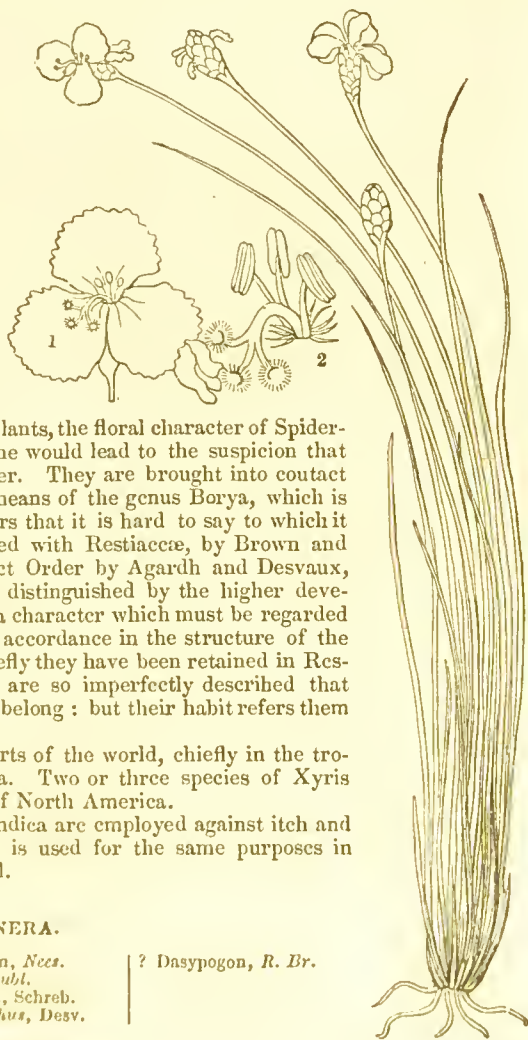 1
2
lants, the floral character of Spider-
ne would lead to the suspicion that
er. They are brought into coutact
neans of the genus Borya, which is
rs that it is hard to say to which it
ed with Restiaceæ, by Brown and
ct Order by Agardh and Desvaux,
distinguished by the higher deve-
a character which must be regarded
accordance in the structure of the
efly they have been retained in Res-
are so imperfectly described that
belong : but their habit refers them
rts of the world, chiefly in the tro-
a. Two or three species of Xyris
f North America.
ndica are employed against itch and
is used for the same purposes in
l.
NERA.
n, Nees.
ubl.
, Schreb.
hus, Desv.
? Dasypogon, R. Br.